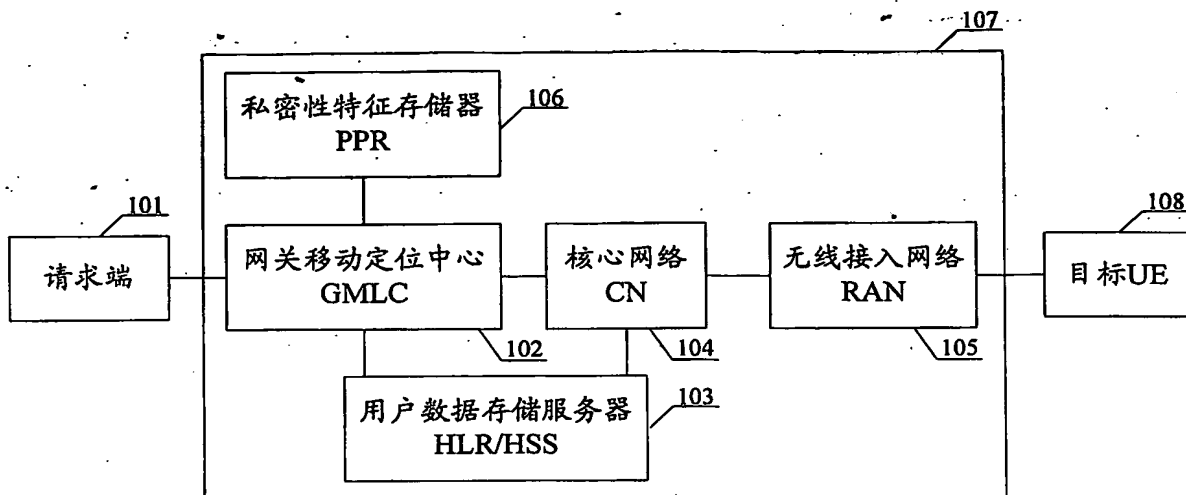 107
私密性特征存储器
PPR
106
101
请求端
网关移动定位中心
GMLC
102
核心网络
CN
104
无线接入网络
RAN
105
108
目标UE
用户数据存储服务器
HLR/HSS
103